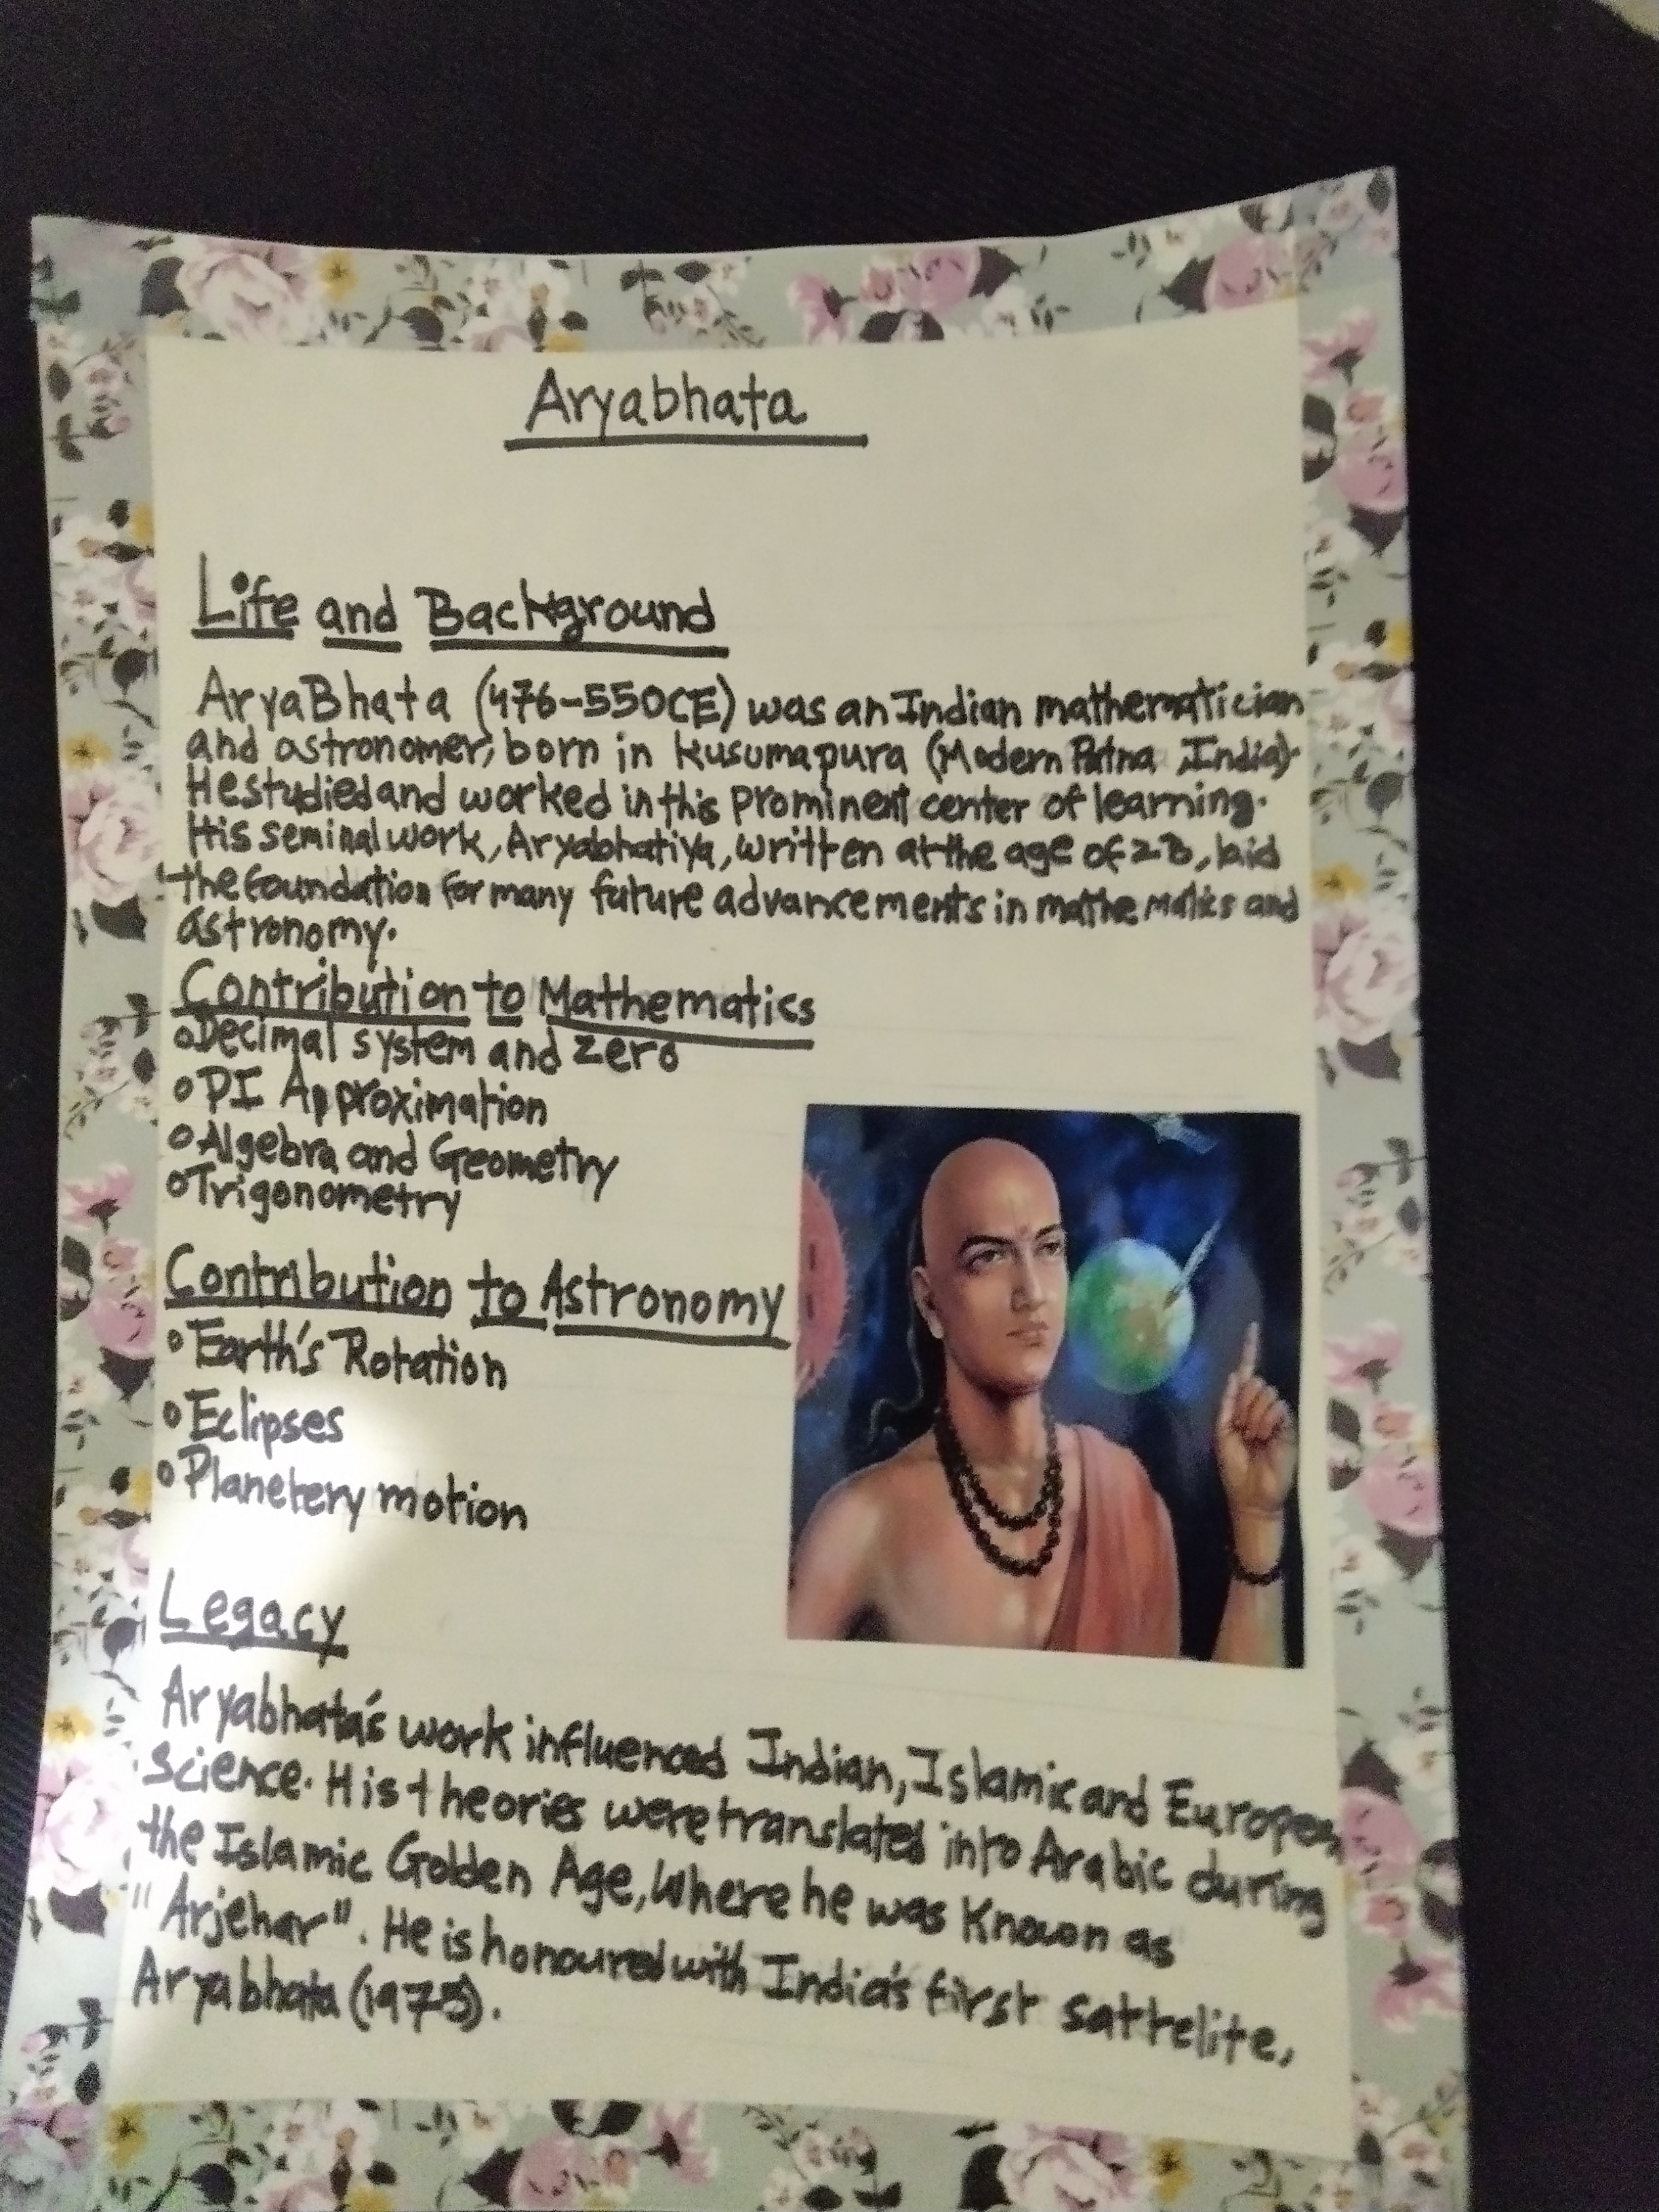 Aryabhata
Life and Background
AryaBhata (476-550CE) was an Indian mathematician
and astronomer, born in Kusumapura (Modern Patna ,India).
He studied and worked in this prominent center of learning.
His seminal work, Aryabhatiya, written at the age of 23, laid
the foundation for many future advancements in mathematics and
astronomy.
Contribution to Mathematics
Decimal system and zero
PI Approximation
Algebra and Geometry
Trigonometry
Contribution to Astronomy
Earth's Rotation
Eclipses
Planetery motion
Legacy
Aryabhata's work influenced Indian, Islamic and Europen
science. His theories were translated into Arabic during
the Islamic Golden Age, Where he was Known as
"Arjehar". He is honoured with India's first sattelite,
Aryabhata (1975).